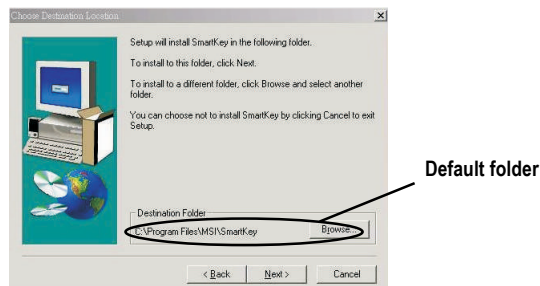 Choose Destination Location
Setup will install SmartKey in the following folder.
To install to this folder, click Next.
To install to a different folder, click Browse and select another
folder.
You can choose not to install SmartKey by clicking Cancel to exit
Setup.
Default folder
Destination Folder
C:\Program Files\MSI\SmartKey
Browse...
< Back
Next >
Cancel